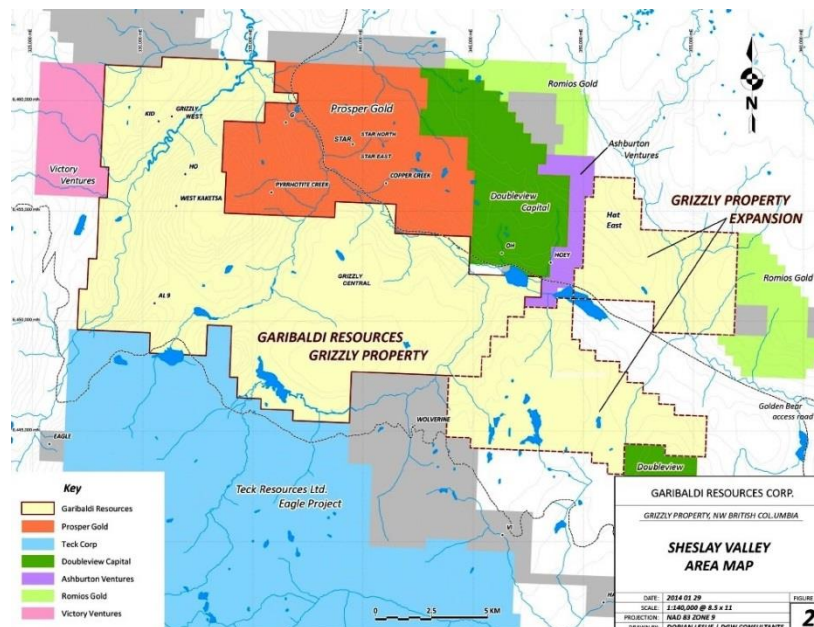 Prosper Gold
Romios Gold
KID
GRIZZLY
WEST
G
STAR
STAR NORTH
STAR EAST
HO
COPPER CREEK
PYRRHOTITE CREEK
Victory
Ventures
WEST KAKETSA
Ashburton
Ventures
Doubleview
Capital
GRIZZLY PROPERTY
EXPANSION
Hat
East
N
OH
HOEY
Romios Gold
GRIZZLY
CENTRAL
AL 9
GARIBALDI RESOURCES
GRIZZLY PROPERTY
Golden Bear
access road
WOLVERINE
EAGLE
Doubleview
Teck Resources Ltd.
Eagle Project
Key
Garibaldi Resources
Prosper Gold
Teck Corp
Doubleview Capital
Ashburton Ventures
Romios Gold
Victory Ventures
0 2.5 5 KM
GARIBALDI RESOURCES CORP.
GRIZZLY PROPERTY, NW BRITISH COLUMBIA
SHESLAY VALLEY
AREA MAP
DATE: 2014 01 29
FIGURE
SCALE: 1:140,000 @ 8.5 x 11
PROJECTION: NAD 83 ZONE 9
2